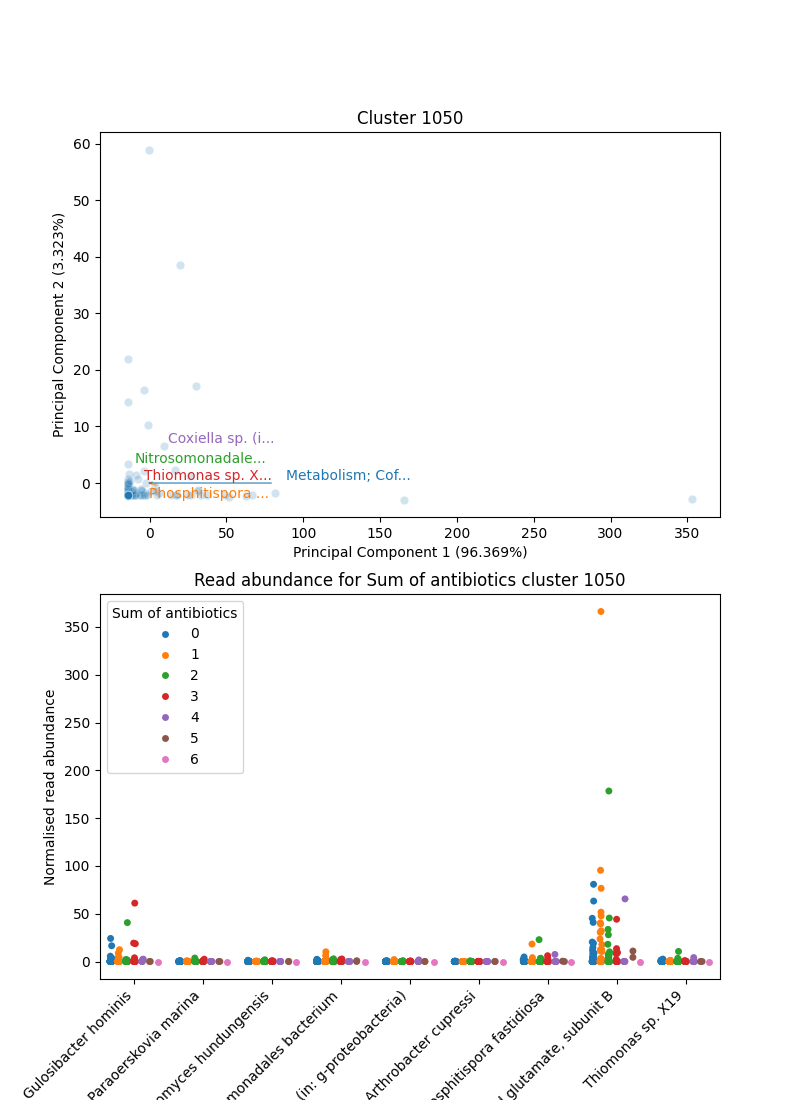 Cluster 1050
60
50
40
30
20
10
0
Principal Component 2 (3.323%)
Coxiella sp. (i...
Nitrosomonadale...
Thiomonas sp. X...
Metabolism; Cof...
Phosphitispora ...
0 50 100 150 200 250 300 350
Principal Component 1 (96.369%)
Read abundance for Sum of antibiotics cluster 1050
350
300
250
200
150
100
50
0
Normalised read abundance
Sum of antibiotics
0
1
2
3
4
5
6
Gulosibacter hominis
Paraoerskovia marina
omyces hundungensis
monadales bacterium
(in: g-proteobacteria)
Arthrobacter cupressi
osphitispora fastidiosa
l glutamate, subunit B
Thiomonas sp. X19